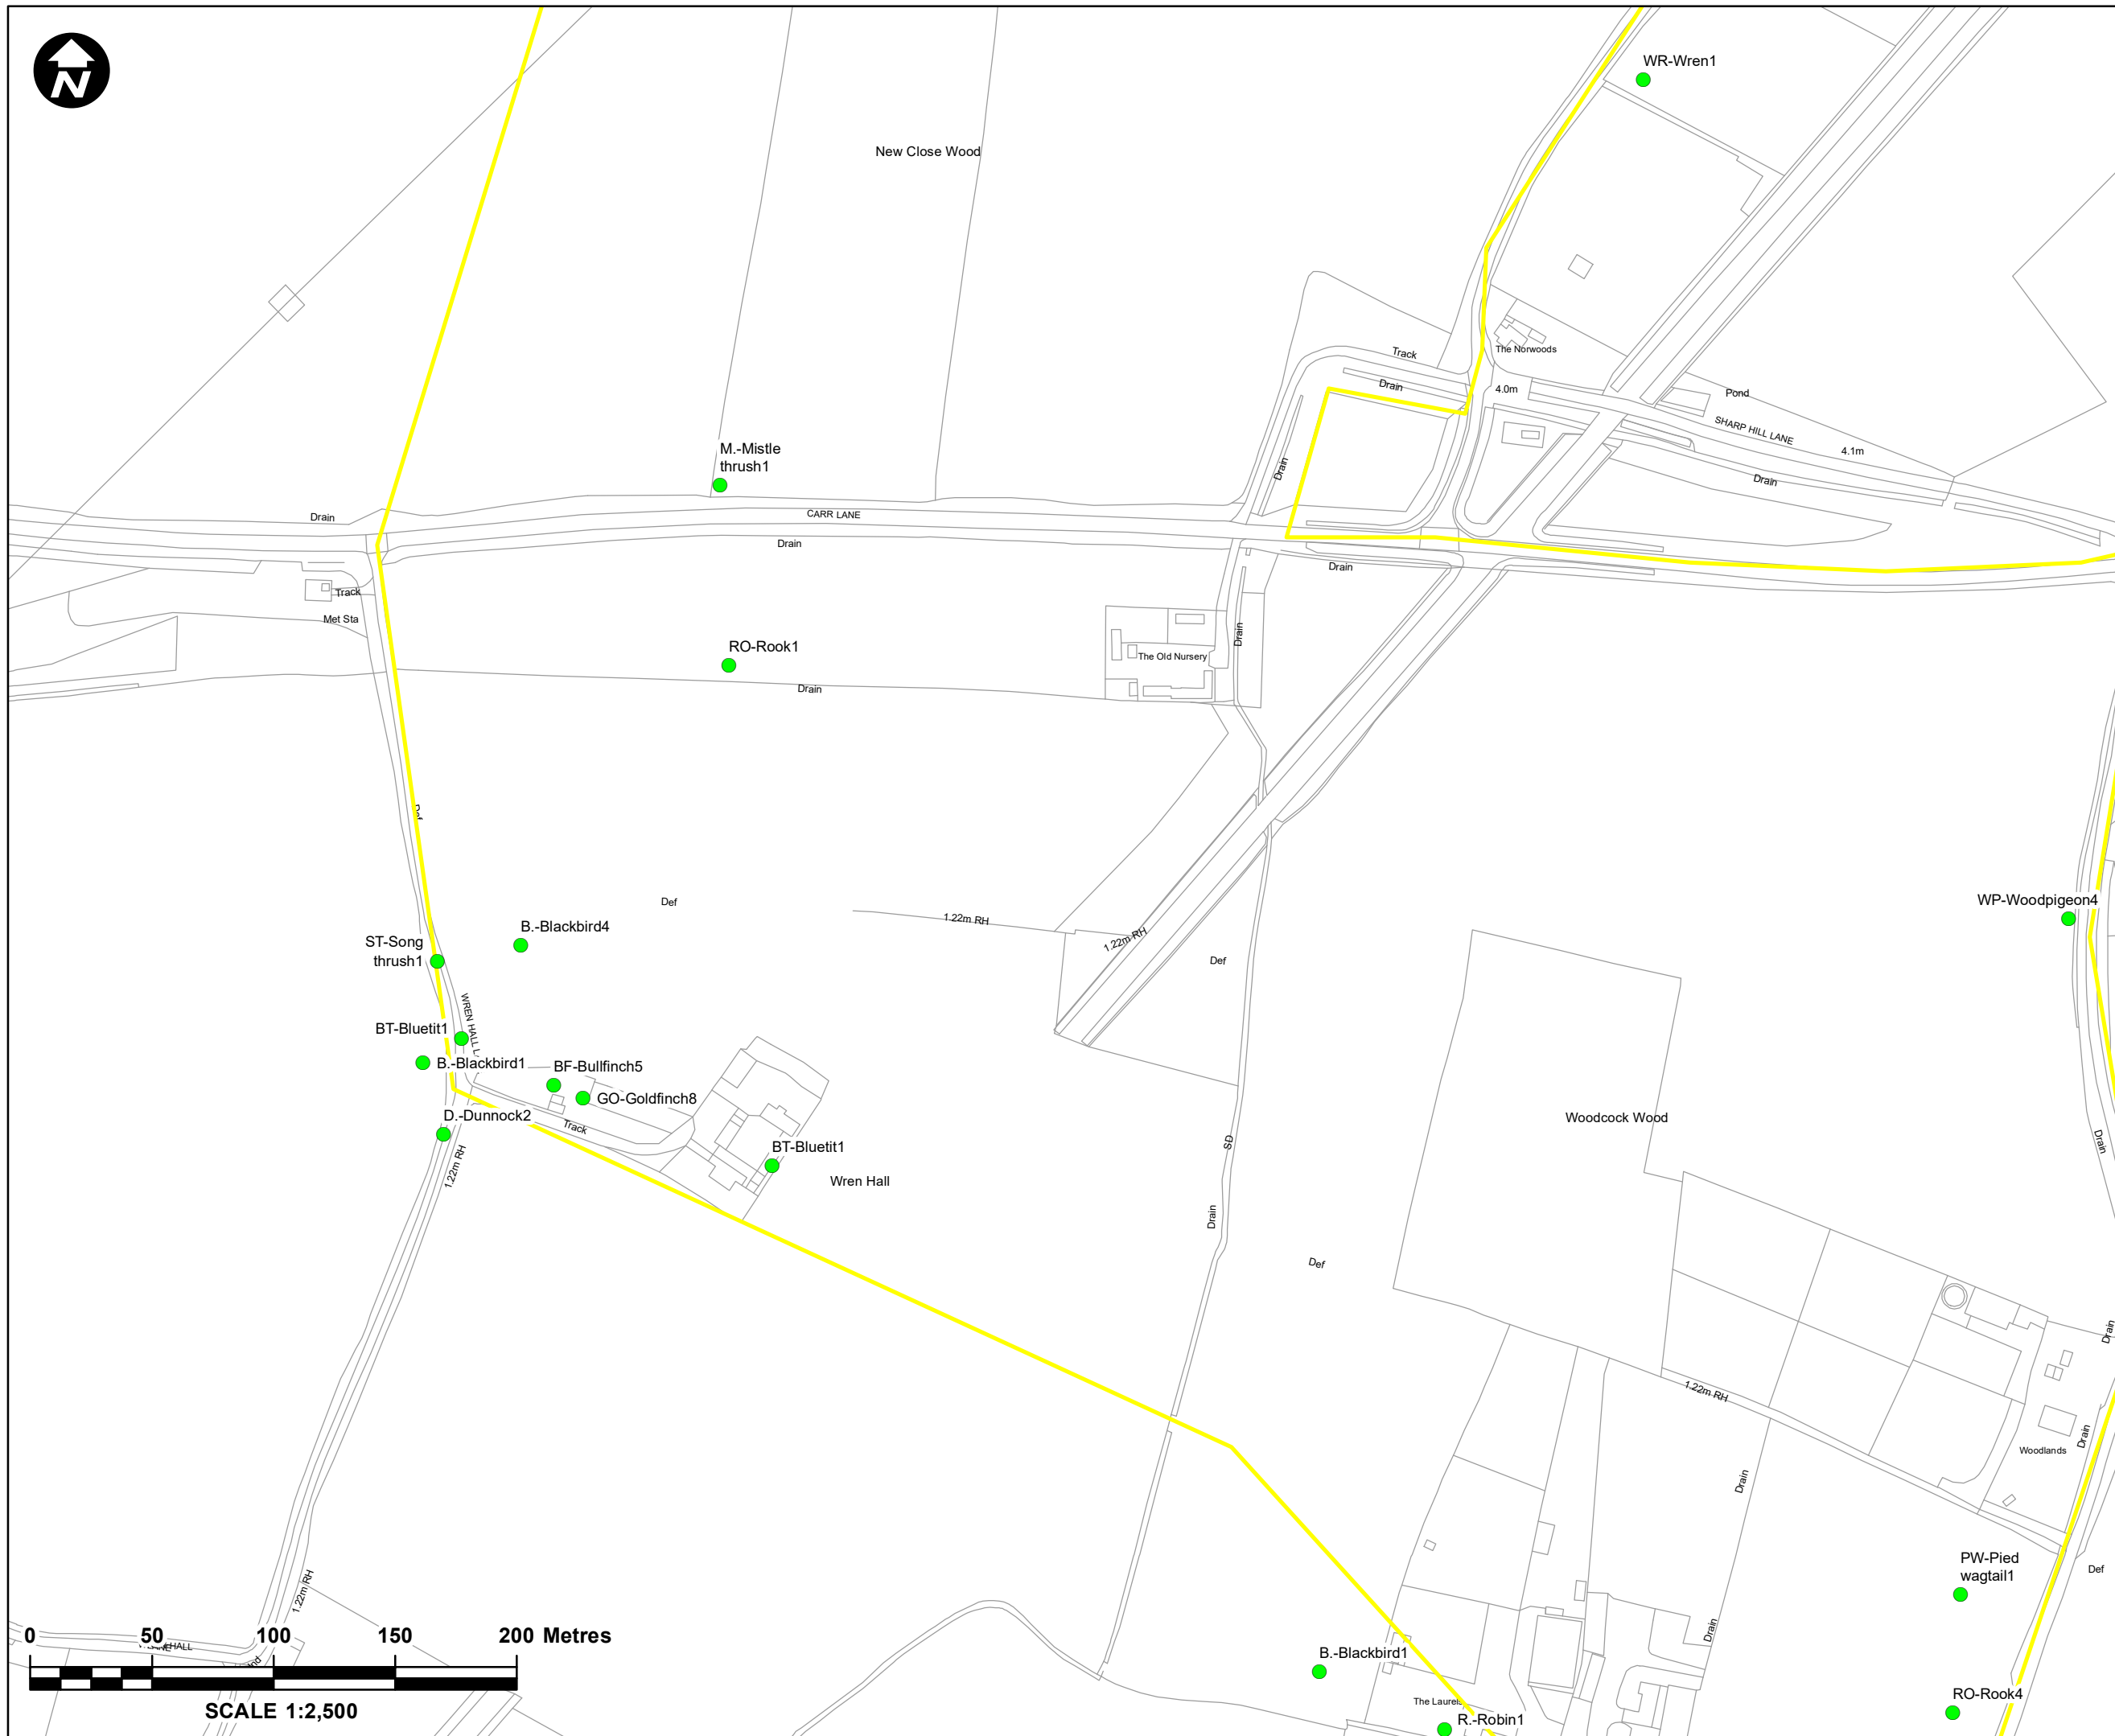 N
WR-Wren1
New Close Wood
Track
The Norwoods
Drain
4.0m
Pond
SHARP HILL LANE
4.1m
M.-Mistle
thrush1
Drain
Drain
Drain
CARR LANE
Drain
Drain
Track
Met Sta
Drain
RO-Rook1
The Old Nursery
Drain
Def
Def
WP-Woodpigeon4
1.22m RH
B.-Blackbird4
1.22m RH
ST-Song
thrush1
Def
WREN HALL
BT-Bluetit1
B.-Blackbird1
BF-Bullfinch5
GO-Goldfinch8
D.-Dunnock2
Track
Woodcock Wood
SD
Drain
BT-Bluetit1
1.22m RH
Wren Hall
Drain
Def
Drain
1.22m RH
Drain
Woodlands
Drain
PW-Pied
wagtail1
Def
1.22m RH
Drain
0 50 100 150 200 Metres
HALL
B.-Blackbird1
SCALE 1:2,500
The Laurels
RO-Rook4
R.-Robin1